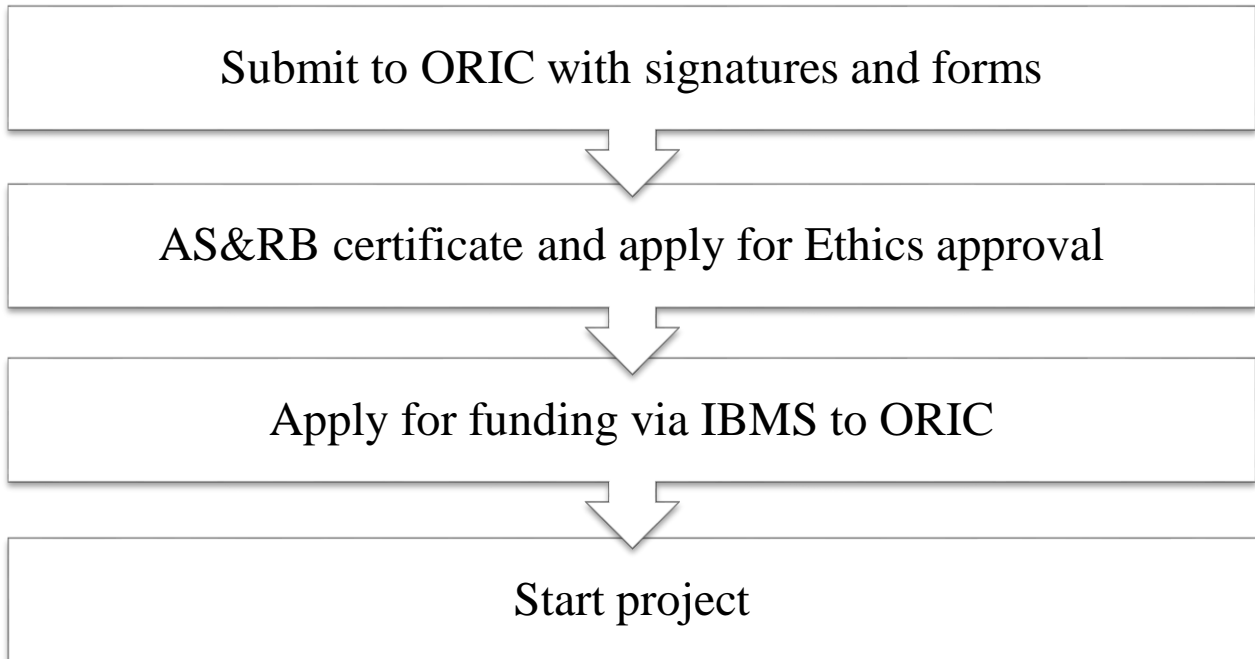 Submit to ORIC with signatures and forms
AS&RB certificate and apply for Ethics approval
Apply for funding via IBMS to ORIC
Start project